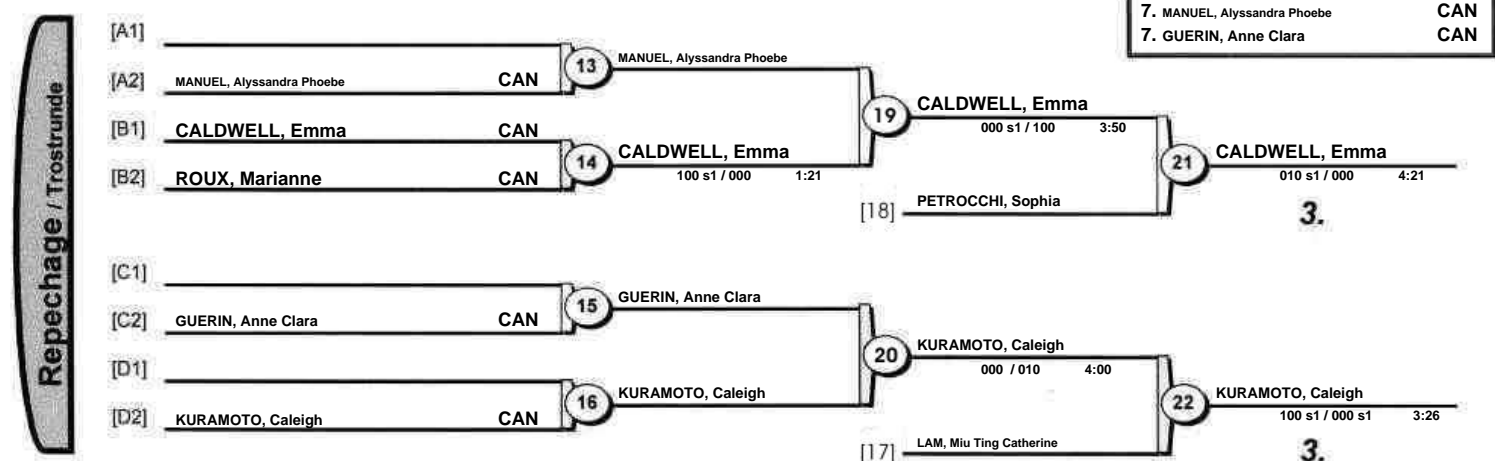 7. MANUEL, Alyssandra Phoebe CAN
7. GUERIN, Anne Clara CAN
Repechage / Trostrunde
[A1]
13 MANUEL, Alyssandra Phoebe
[A2] MANUEL, Alyssandra Phoebe CAN
19 CALDWELL, Emma
000 s1 / 100 3:50
[B1] CALDWELL, Emma CAN
14 CALDWELL, Emma
100 s1 / 000 1:21
21 CALDWELL, Emma
010 s1 / 000 4:21
[B2] ROUX, Marianne CAN
[18] PETROCCHI, Sophia
3.
[C1]
15 GUERIN, Anne Clara
[C2] GUERIN, Anne Clara CAN
20 KURAMOTO, Caleigh
000 / 010 4:00
[D1]
16 KURAMOTO, Caleigh
22 KURAMOTO, Caleigh
100 s1 / 000 s1 3:26
[D2] KURAMOTO, Caleigh CAN
[17] LAM, Miu Ting Catherine
3.